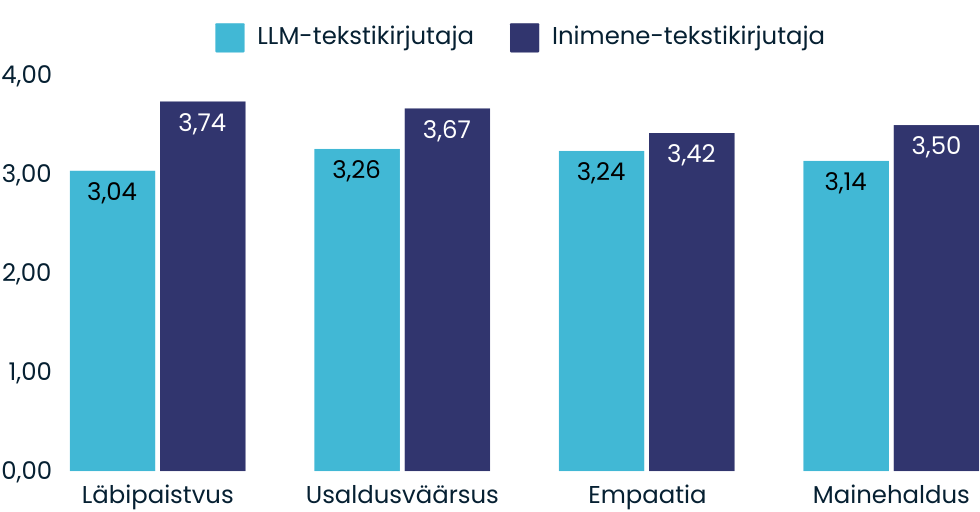 LLM-tekstikirjutaja Inimene-tekstikirjutaja
4,00
3,00
2,00
1,00
0,00
3,04 3,74 3,26 3,67 3,24 3,42 3,14 3,50
Läbipaistvus Usaldusväärsus Empaatia Mainehaldus